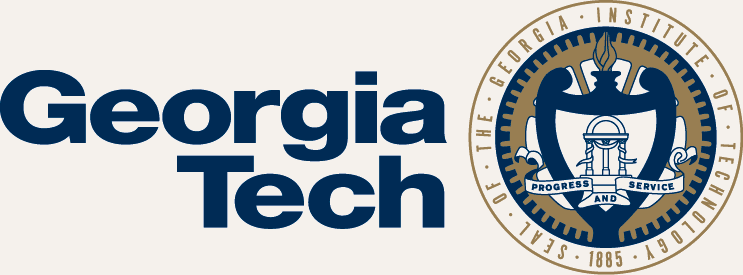 Georgia
Tech
SEAL · OF · THE · GEORGIA · INSTITUTE · OF · TECHNOLOGY
PROGRESS
AND
SERVICE
· 1885 ·